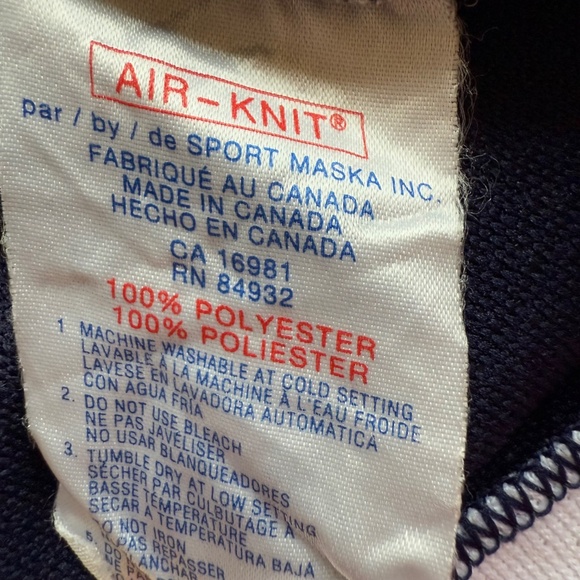 AIR-KNIT®
par / by / de SPORT MASKA INC.
FABRIQUÉ AU CANADA
MADE IN CANADA
HECHO EN CANADA
CA 16981
RN 84932
100% POLYESTER
100% POLIESTER
1 MACHINE WASHABLE AT COLD SETTING
LAVABLE À LA MACHINE À L'EAU FROIDE
LAVESE EN LAVADORA AUTOMATICA
CON AGUA FRIA
2. DO NOT USE BLEACH
NE PAS JAVELISER
NO USAR BLANQUEADORES
3. TUMBLE DRY AT LOW SETTING
SÉCHER PAR CULBUTAGE À
BASSE TEMPÉRATURE
SECAR A TEMPERATURA BAJA
DO NOT IRON
PAS REPASSER
PLANCHAR